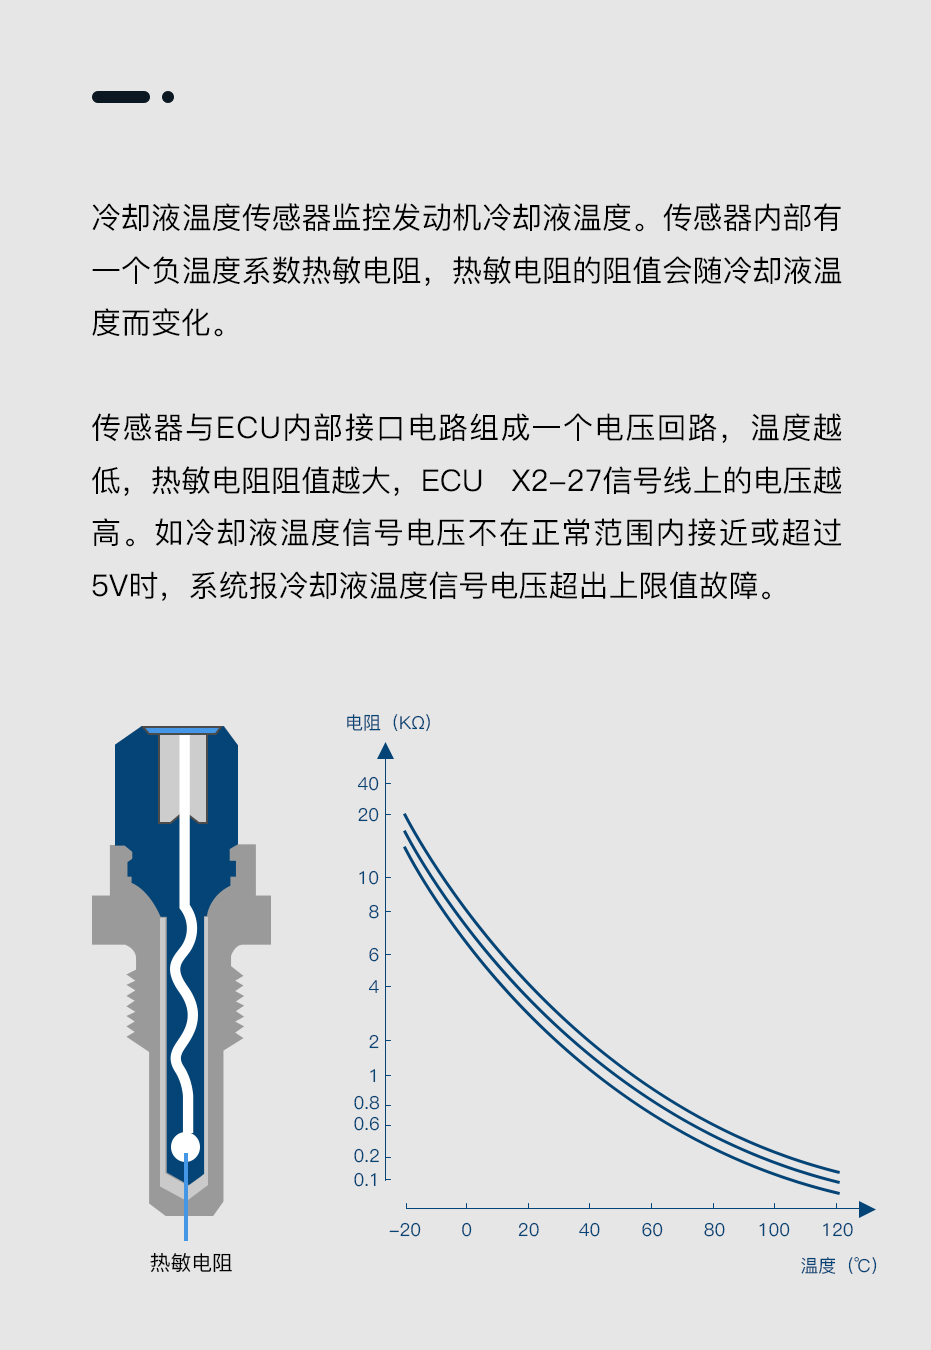 冷却液温度传感器监控发动机冷却液温度。传感器内部有
一个负温度系数热敏电阻，热敏电阻的阻值会随冷却液温
度而变化。
传感器与ECU内部接口电路组成一个电压回路，温度越
低，热敏电阻阻值越大，ECU X2-27信号线上的电压越
高。如冷却液温度信号电压不在正常范围内接近或超过
5V时，系统报冷却液温度信号电压超出上限值故障。
电阻（KΩ）
40
20
10
8
6
4
2
1
0.8
0.6
0.2
0.1
-20 0 20 40 60 80 100 120
温度（℃）
热敏电阻